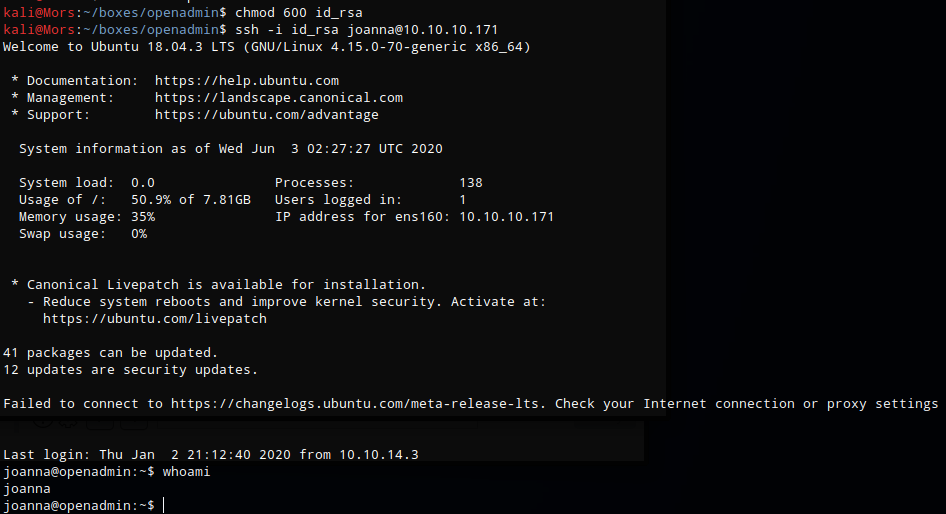 kali@Mors:~/boxes/openadmin$ chmod 600 id_rsa
kali@Mors:~/boxes/openadmin$ ssh -i id_rsa joanna@10.10.10.171
Welcome to Ubuntu 18.04.3 LTS (GNU/Linux 4.15.0-70-generic x86_64)

 * Documentation:  https://help.ubuntu.com
 * Management:     https://landscape.canonical.com
 * Support:        https://ubuntu.com/advantage

  System information as of Wed Jun  3 02:27:27 UTC 2020

  System load:  0.0               Processes:             138
  Usage of /:   50.9% of 7.81GB   Users logged in:       1
  Memory usage: 35%               IP address for ens160: 10.10.10.171
  Swap usage:   0%

 * Canonical Livepatch is available for installation.
   - Reduce system reboots and improve kernel security. Activate at:
     https://ubuntu.com/livepatch

41 packages can be updated.
12 updates are security updates.

Failed to connect to https://changelogs.ubuntu.com/meta-release-lts. Check your Internet connection or proxy settings

Last login: Thu Jan  2 21:12:40 2020 from 10.10.14.3
joanna@openadmin:~$ whoami
joanna
joanna@openadmin:~$